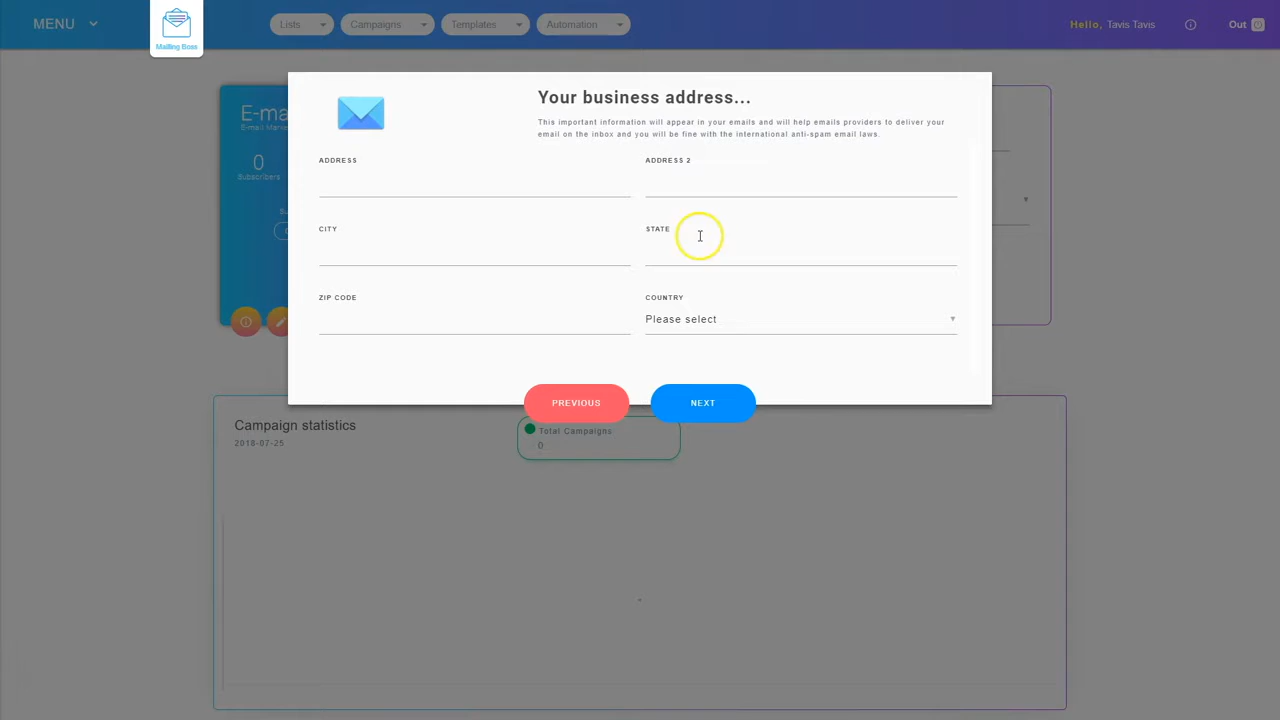 MENU
Mailing Boss
Lists
Campaigns
Templates
Automation
Hello, Tavis Tavis
Out
E-ma
E-mail Marke
0
Subscribers
Your business address...
This important information will appear in your emails and will help emails providers to deliver your
email on the inbox and you will be fine with the international anti-spam email laws.
ADDRESS
ADDRESS 2
CITY
STATE
ZIP CODE
COUNTRY
Please select
PREVIOUS
NEXT
Campaign statistics
2018-07-25
Total Campaigns
0